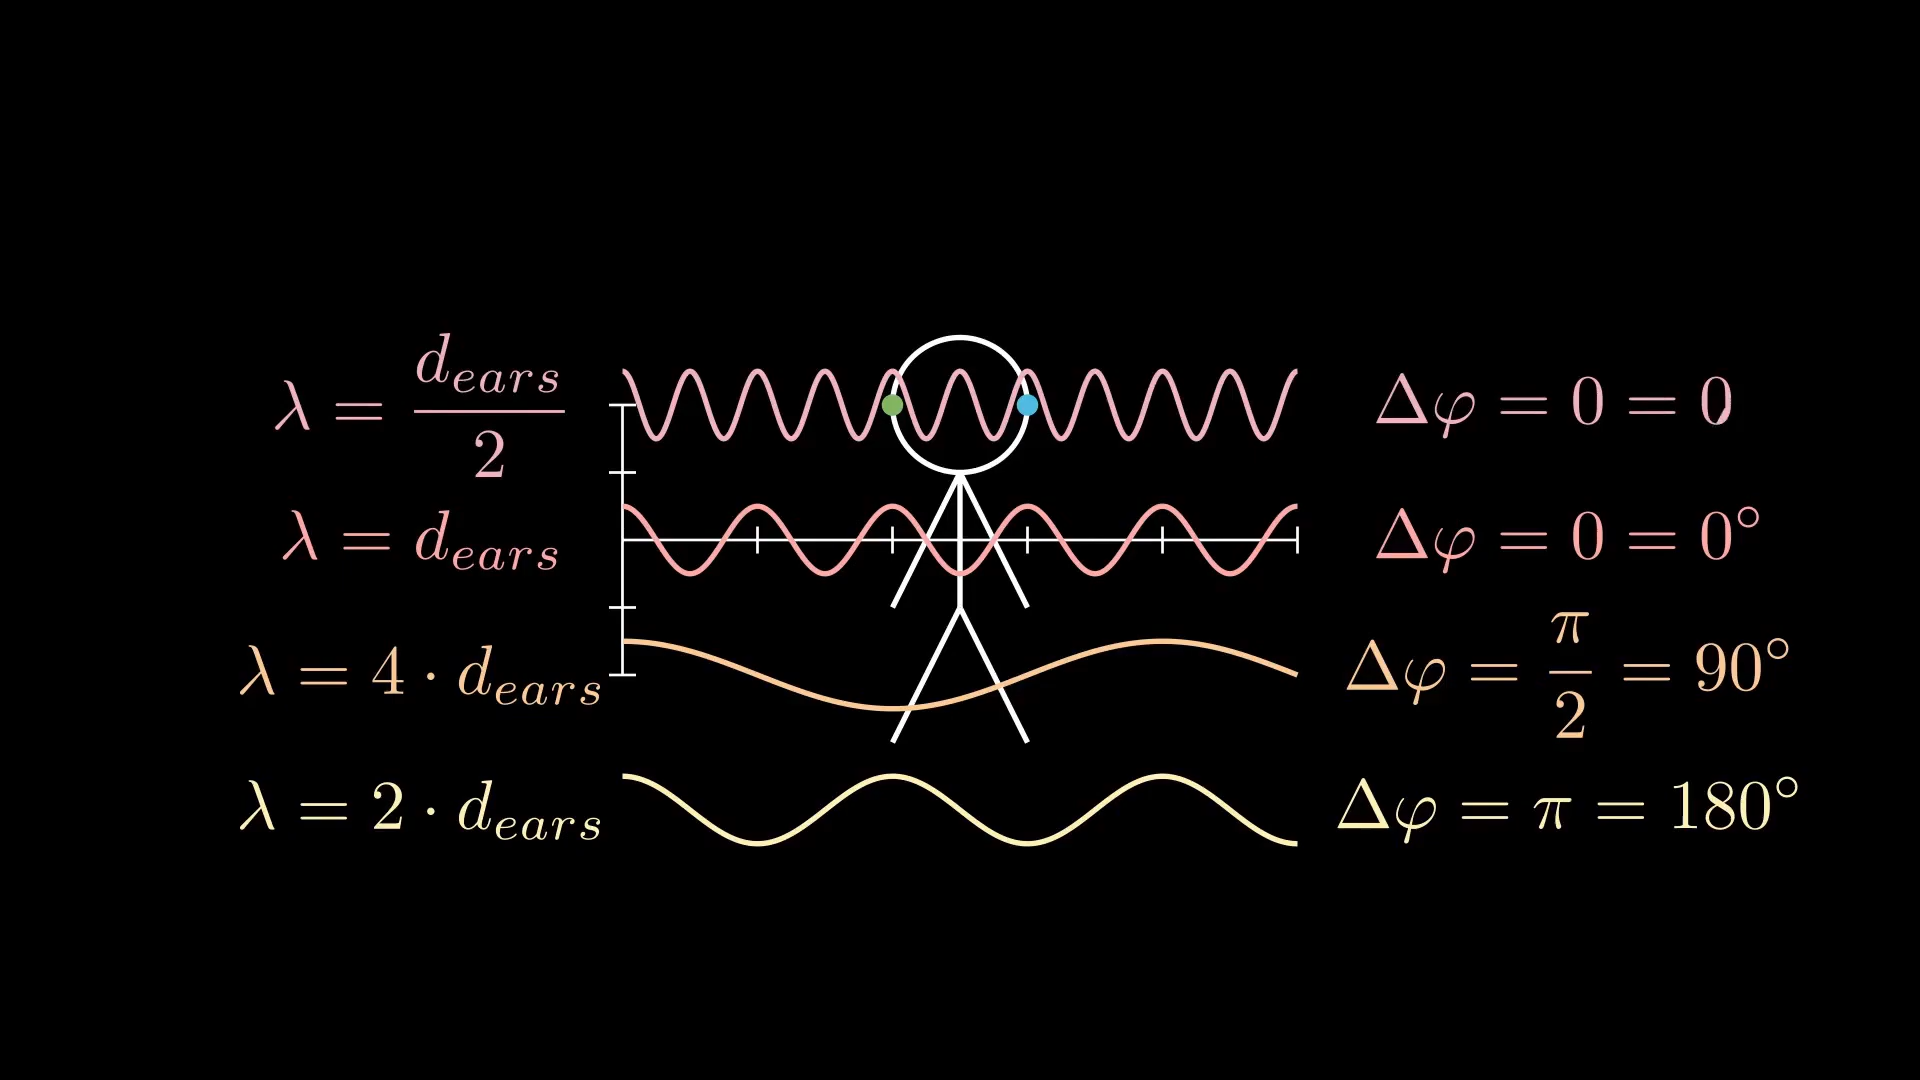 λ = d_ears / 2 Δφ = 0 = 0
λ = d_ears Δφ = 0 = 0°
λ = 4 · d_ears Δφ = π / 2 = 90°
λ = 2 · d_ears Δφ = π = 180°